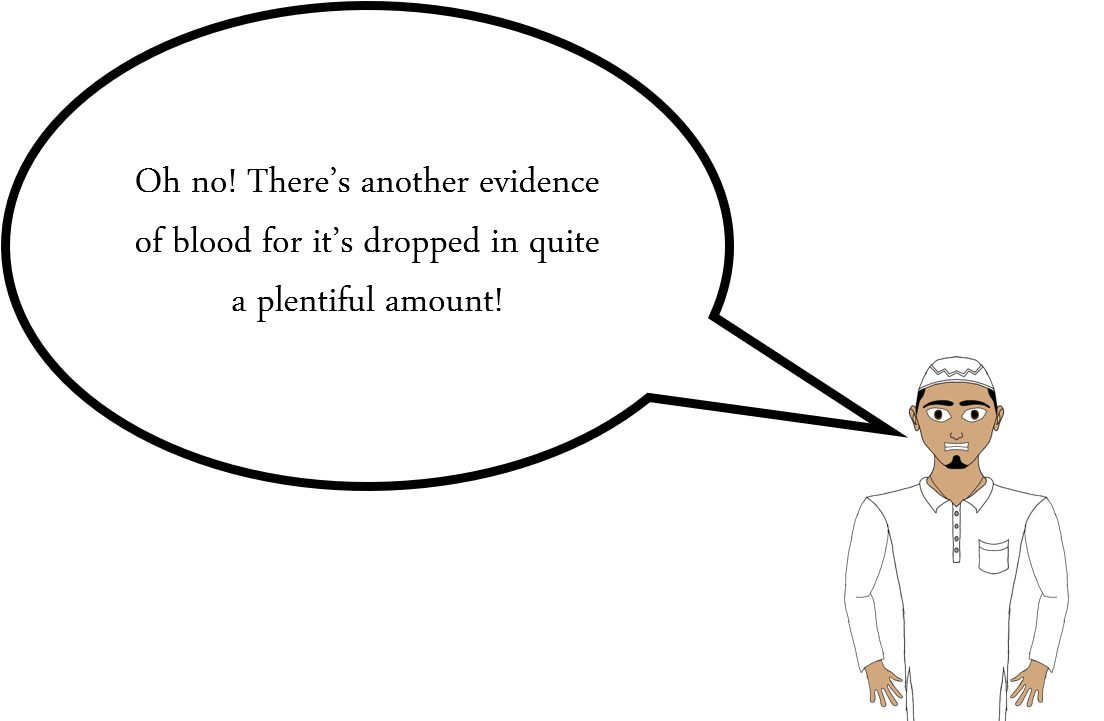 Oh no! There’s another evidence
of blood for it’s dropped in quite
a plentiful amount!